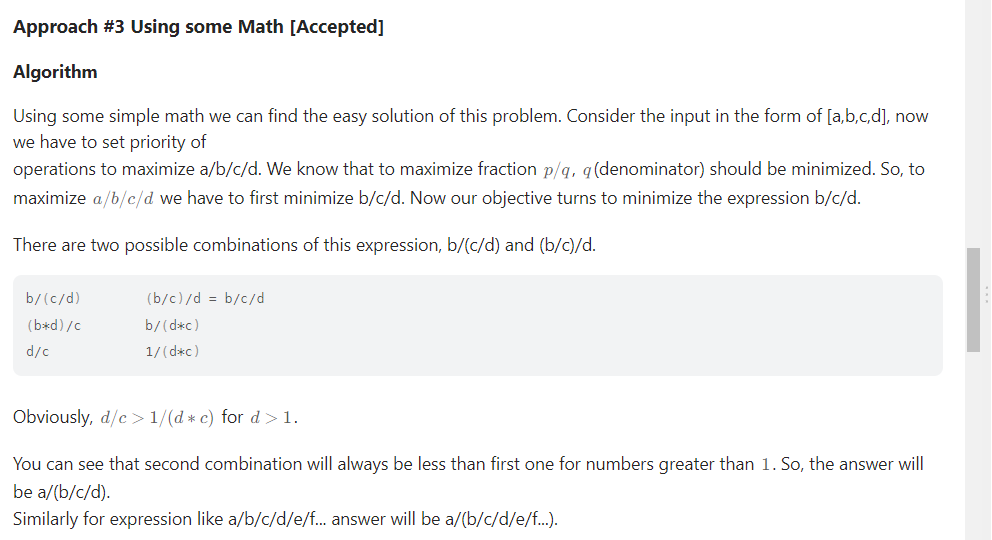 Approach #3 Using some Math [Accepted]
Algorithm
Using some simple math we can find the easy solution of this problem. Consider the input in the form of [a,b,c,d], now
we have to set priority of
operations to maximize a/b/c/d. We know that to maximize fraction p/q, q(denominator) should be minimized. So, to
maximize a/b/c/d we have to first minimize b/c/d. Now our objective turns to minimize the expression b/c/d.
There are two possible combinations of this expression, b/(c/d) and (b/c)/d.
b/(c/d) (b/c)/d = b/c/d
(b*d)/c b/(d*c)
d/c 1/(d*c)
Obviously, d/c > 1/(d * c) for d > 1.
You can see that second combination will always be less than first one for numbers greater than 1. So, the answer will
be a/(b/c/d).
Similarly for expression like a/b/c/d/e/f... answer will be a/(b/c/d/e/f...).